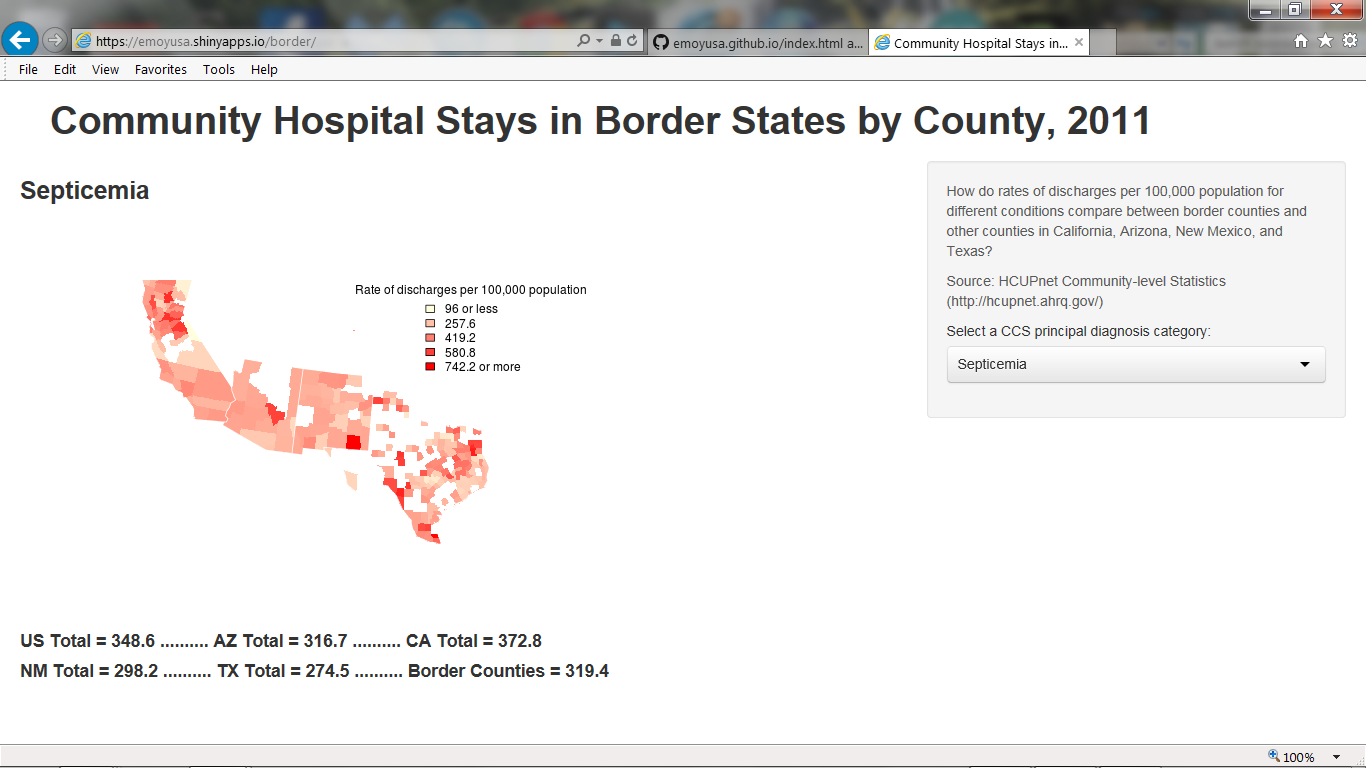 https://emoyusa.shinyapps.io/border/
emoyusa.github.io/index.html a...
Community Hospital Stays in...
File Edit View Favorites Tools Help
Community Hospital Stays in Border States by County, 2011
Septicemia
Rate of discharges per 100,000 population
96 or less
257.6
419.2
580.8
742.2 or more
How do rates of discharges per 100,000 population for
different conditions compare between border counties and
other counties in California, Arizona, New Mexico, and
Texas?
Source: HCUPnet Community-level Statistics
(http://hcupnet.ahrq.gov/)
Select a CCS principal diagnosis category:
Septicemia
US Total = 348.6 .......... AZ Total = 316.7 .......... CA Total = 372.8
NM Total = 298.2 .......... TX Total = 274.5 .......... Border Counties = 319.4
100%